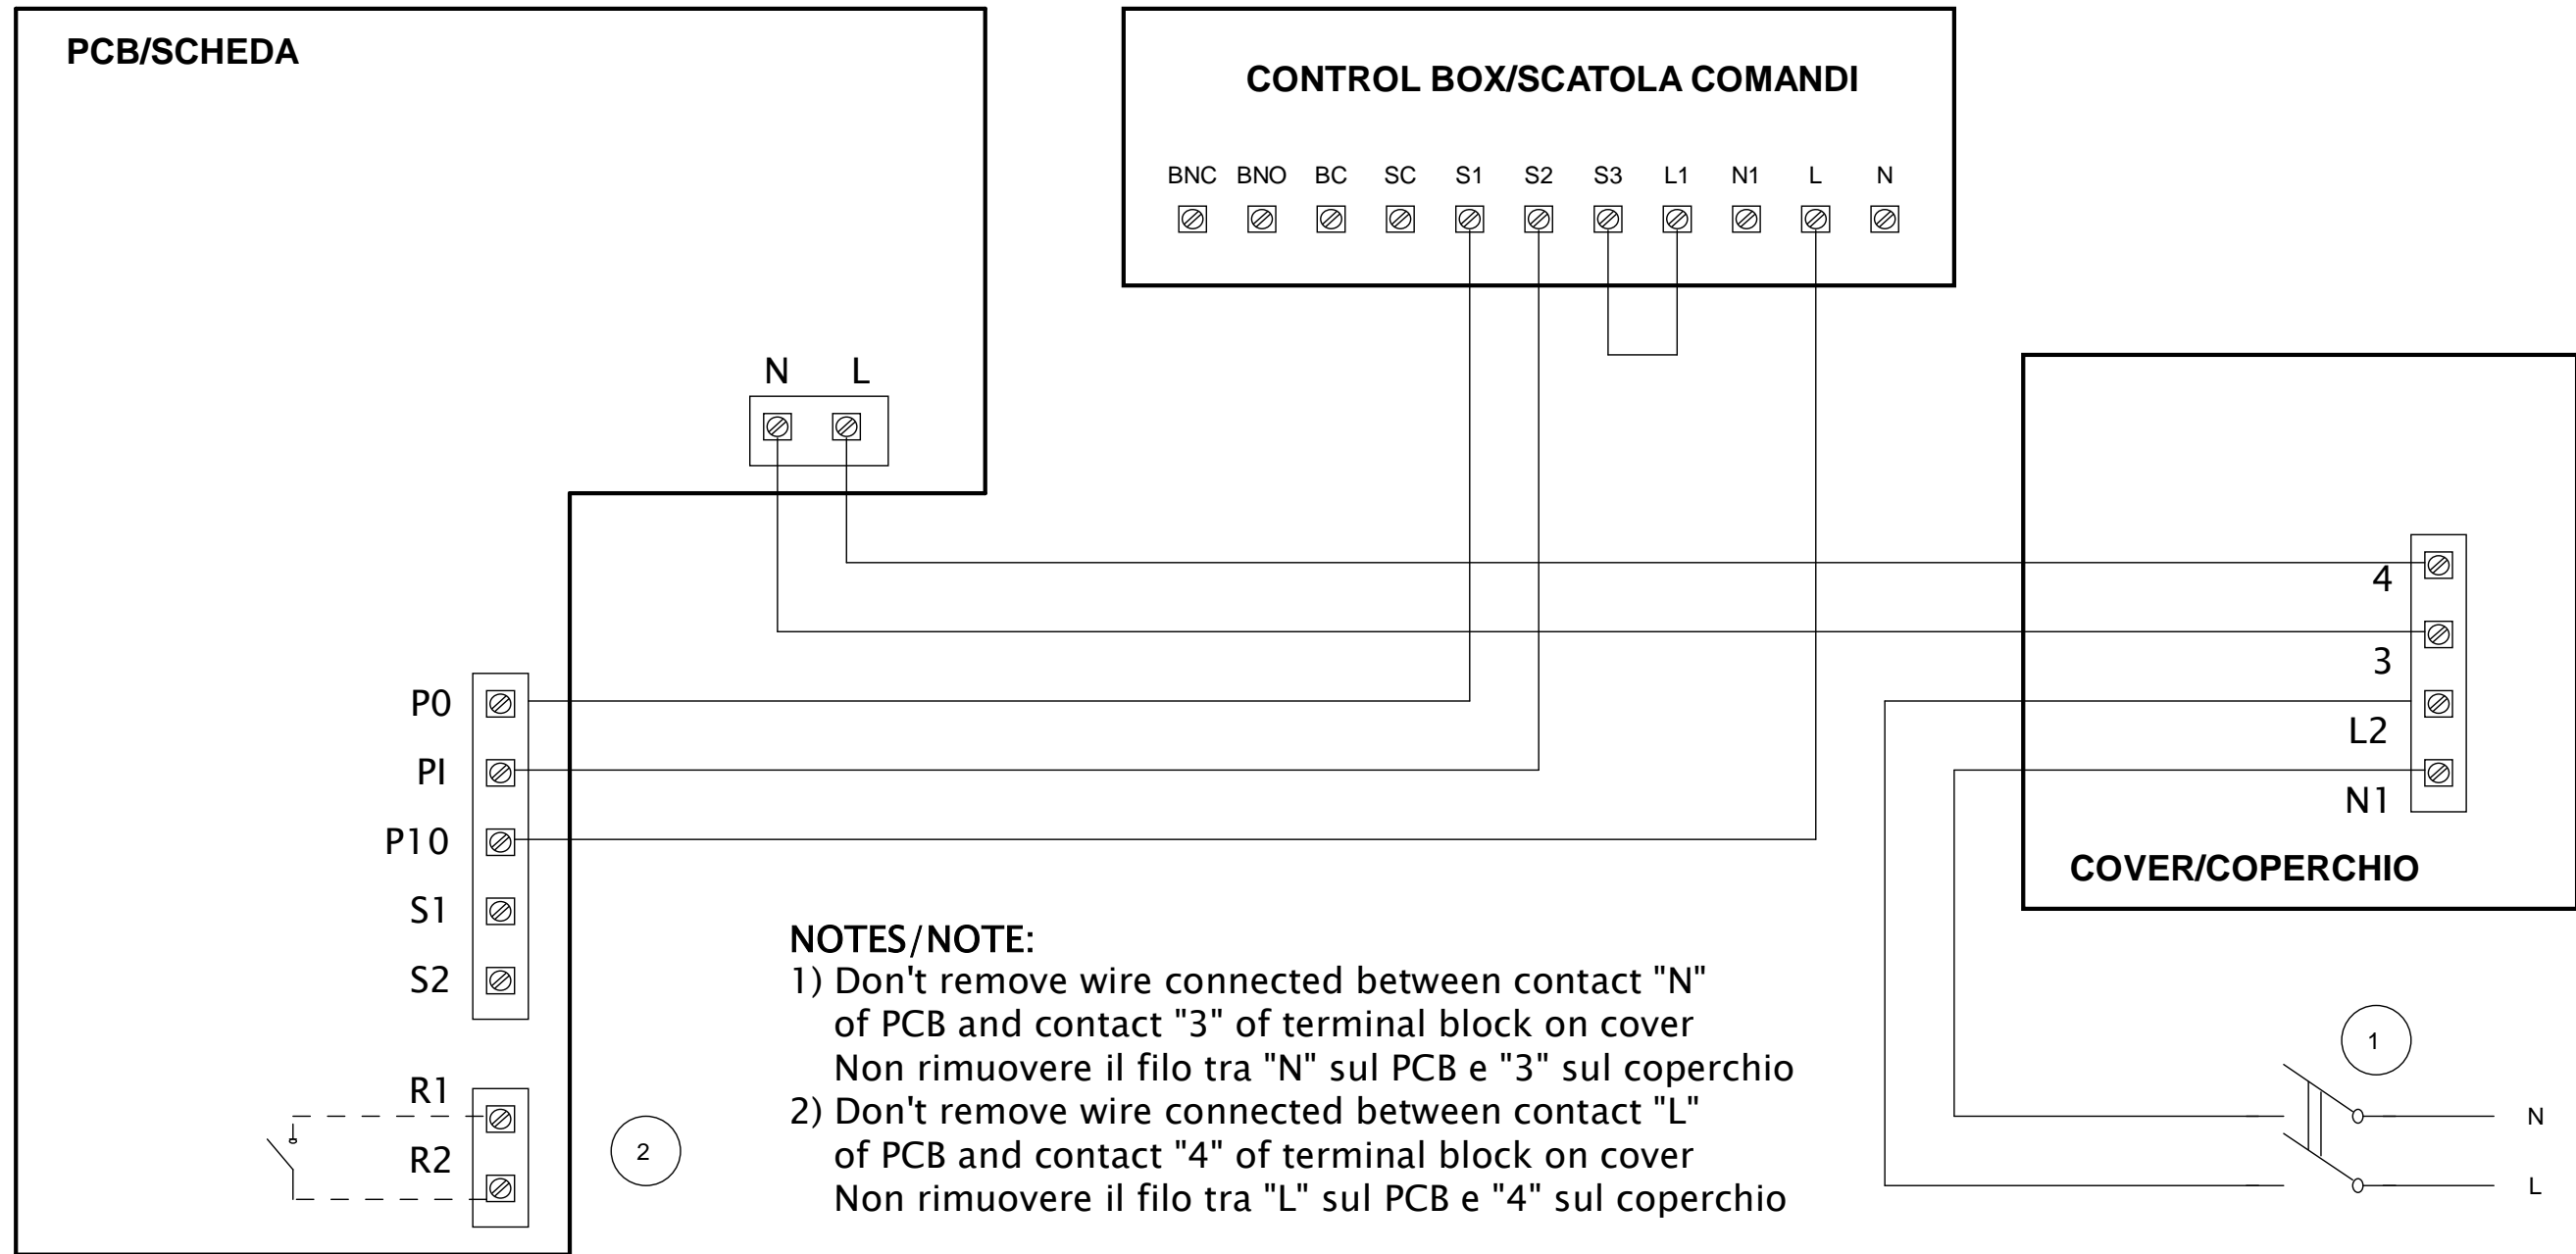 PCB/SCHEDA
CONTROL BOX/SCATOLA COMANDI
BNC BNO BC SC S1 S2 S3 L1 N1 L N
N L
4
3
L2
N1
COVER/COPERCHIO
P0
PI
P10
S1
S2
R1
R2
2
NOTES/NOTE:
1) Don't remove wire connected between contact "N"
of PCB and contact "3" of terminal block on cover
Non rimuovere il filo tra "N" sul PCB e "3" sul coperchio
2) Don't remove wire connected between contact "L"
of PCB and contact "4" of terminal block on cover
Non rimuovere il filo tra "L" sul PCB e "4" sul coperchio
1
N
L